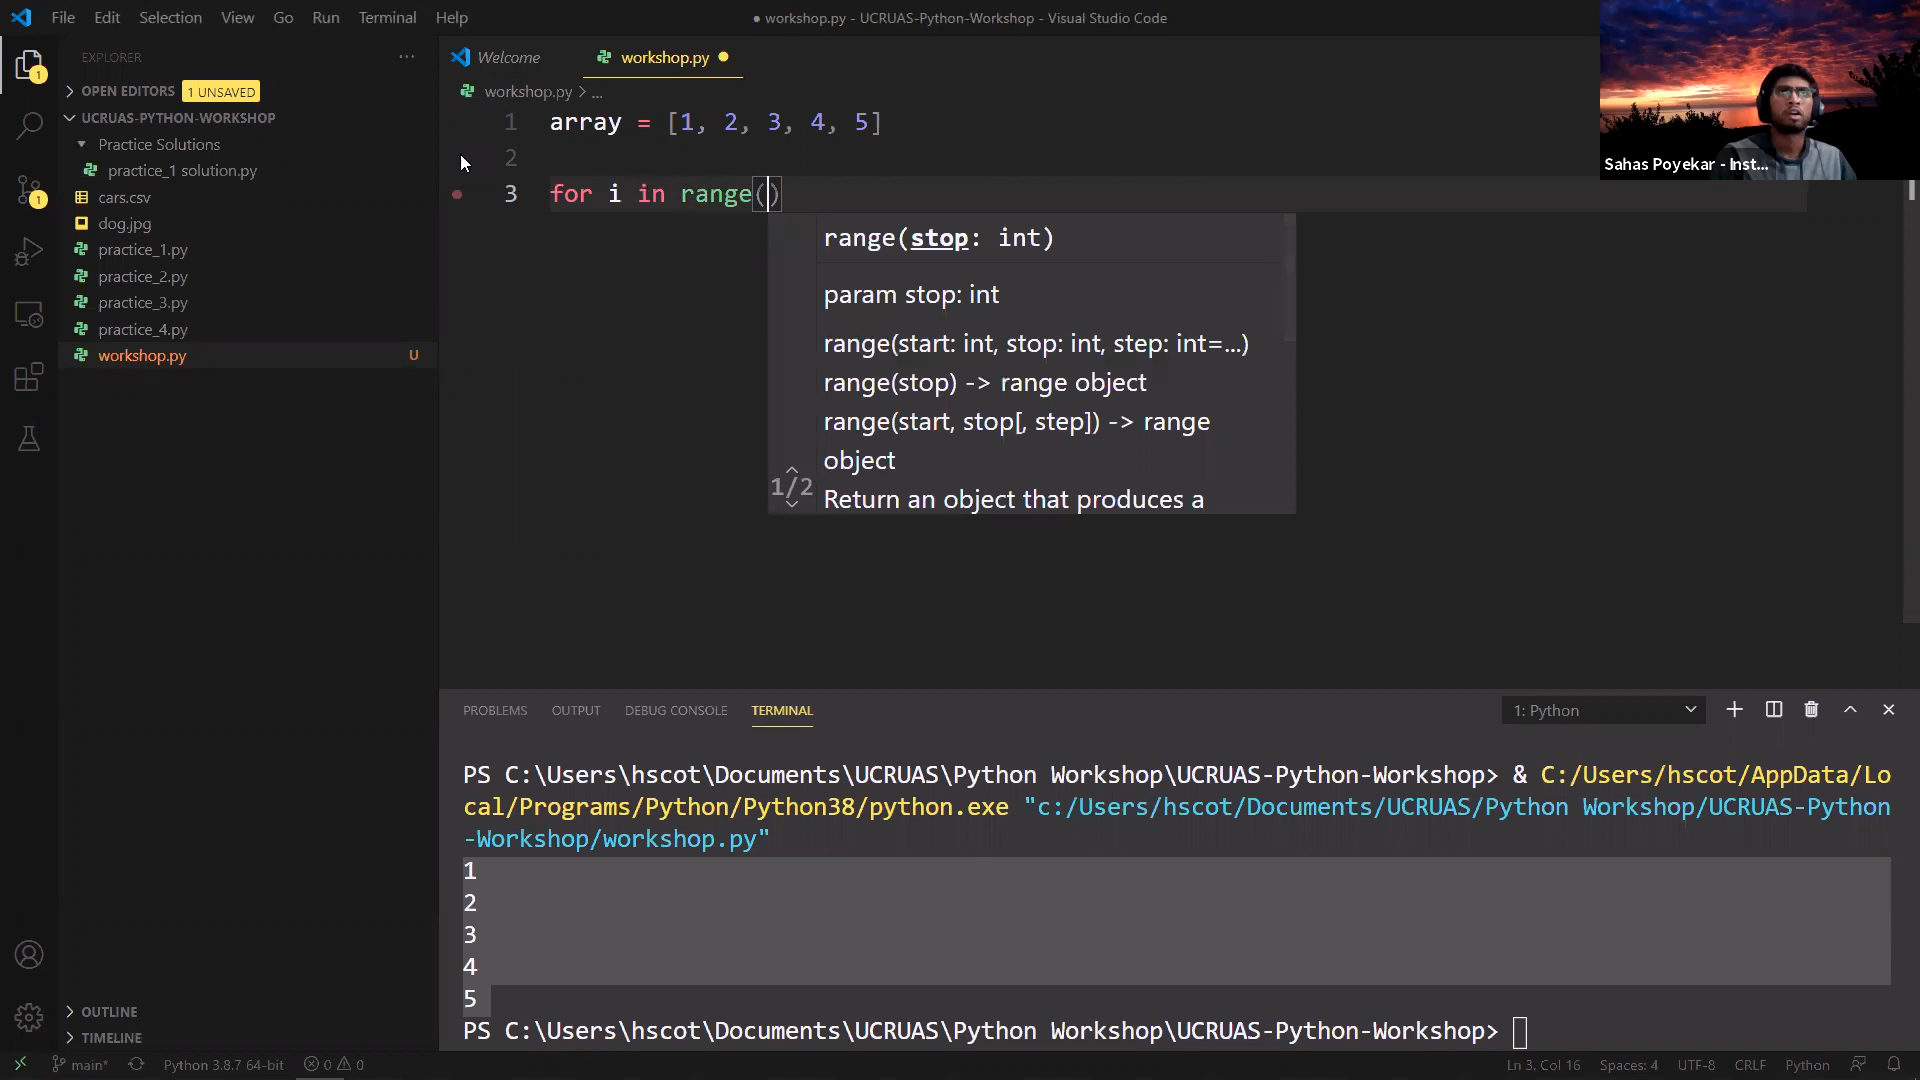 File Edit Selection View Go Run Terminal Help
● workshop.py - UCRUAS-Python-Workshop - Visual Studio Code
EXPLORER
OPEN EDITORS 1 UNSAVED
UCRUAS-PYTHON-WORKSHOP
Practice Solutions
practice_1 solution.py
cars.csv
dog.jpg
practice_1.py
practice_2.py
practice_3.py
practice_4.py
workshop.py U
OUTLINE
TIMELINE
1
1
Welcome workshop.py
workshop.py > ...
1 array = [1, 2, 3, 4, 5]
2
3 for i in range()
range(stop: int)
param stop: int
range(start: int, stop: int, step: int=...)
range(stop) -> range object
range(start, stop[, step]) -> range
object
1/2 Return an object that produces a
Sahas Poyekar - Inst...
PROBLEMS OUTPUT DEBUG CONSOLE TERMINAL 1: Python
PS C:\Users\hscot\Documents\UCRUAS\Python Workshop\UCRUAS-Python-Workshop> & C:/Users/hscot/AppData/Lo
cal/Programs/Python/Python38/python.exe "c:/Users/hscot/Documents/UCRUAS/Python Workshop/UCRUAS-Python
-Workshop/workshop.py"
1
2
3
4
5
PS C:\Users\hscot\Documents\UCRUAS\Python Workshop\UCRUAS-Python-Workshop>
main* Python 3.8.7 64-bit 0 0 Ln 3, Col 16 Spaces: 4 UTF-8 CRLF Python